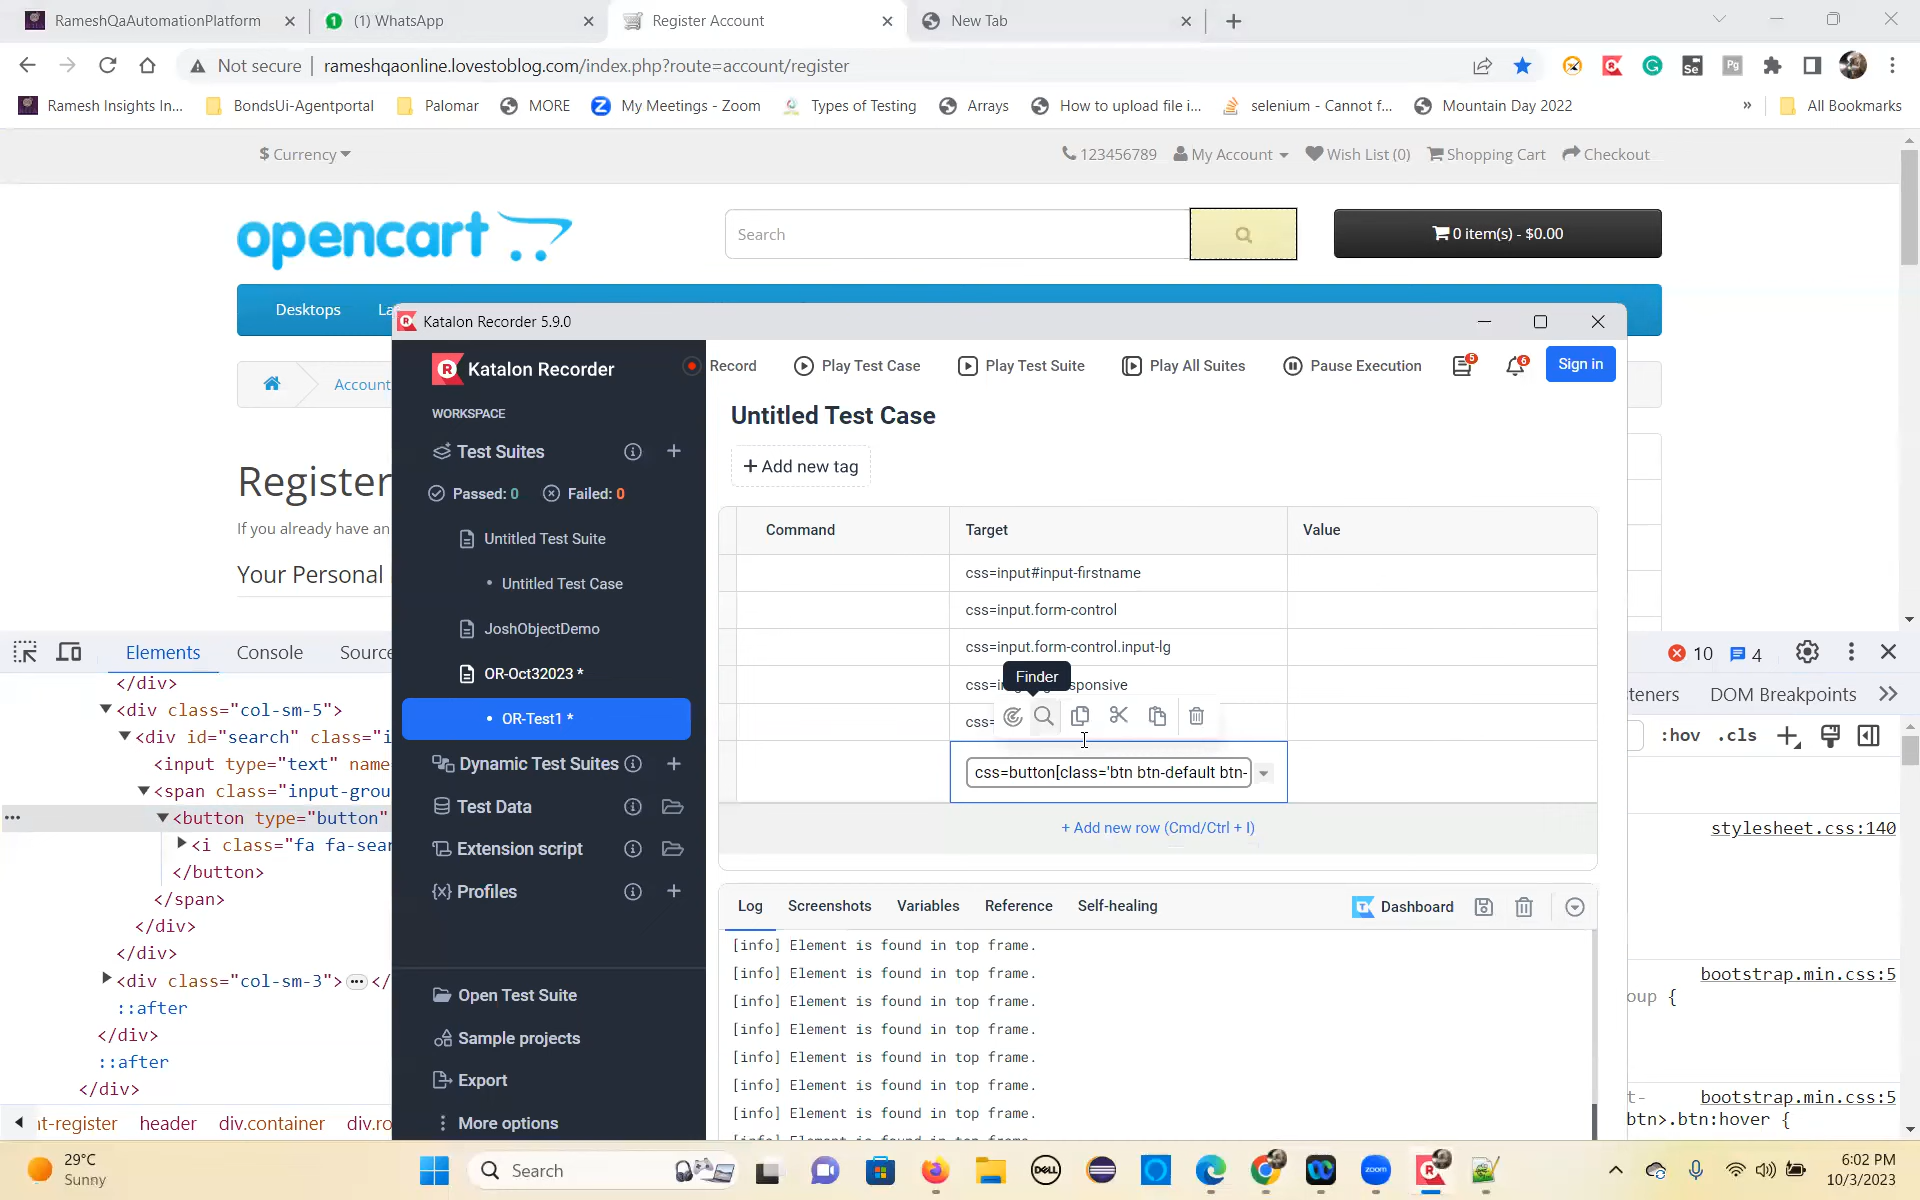 RameshQaAutomationPlatform
(1) WhatsApp
Register Account
New Tab
Not secure
rameshqaonline.lovestoblog.com/index.php?route=account/register
Ramesh Insights In...
BondsUi-Agentportal
Palomar
MORE
My Meetings - Zoom
Types of Testing
Arrays
How to upload file i...
selenium - Cannot f...
Mountain Day 2022
»
All Bookmarks
$ Currency
123456789
My Account
Wish List (0)
Shopping Cart
Checkout
opencart
Search
0 item(s) - $0.00
Desktops
La
Account
Register
If you already have an
Your Personal
Katalon Recorder 5.9.0
Katalon Recorder
Record
Play Test Case
Play Test Suite
Play All Suites
Pause Execution
5
6
Sign in
WORKSPACE
Test Suites
Passed: 0
Failed: 0
Untitled Test Suite
Untitled Test Case
JoshObjectDemo
OR-Oct32023 *
OR-Test1 *
Dynamic Test Suites
Test Data
Extension script
Profiles
Open Test Suite
Sample projects
Export
More options
Untitled Test Case
+ Add new tag
Command
Target
Value
css=input#input-firstname
css=input.form-control
css=input.form-control.input-lg
Finder
sponsive
css=
css=button[class='btn btn-default btn-
+ Add new row (Cmd/Ctrl + I)
Log
Screenshots
Variables
Reference
Self-healing
Dashboard
[info] Element is found in top frame.
[info] Element is found in top frame.
[info] Element is found in top frame.
[info] Element is found in top frame.
[info] Element is found in top frame.
[info] Element is found in top frame.
[info] Element is found in top frame.
Elements
Console
Source
10
4
</div>
<div class="col-sm-5">
<div id="search" class="i
<input type="text" name
<span class="input-grou
<button type="button"
<i class="fa fa-sear
</button>
</span>
</div>
</div>
<div class="col-sm-3">
</
::after
</div>
::after
</div>
nt-register
header
div.container
div.ro
teners
DOM Breakpoints
»
:hov
.cls
stylesheet.css:140
bootstrap.min.css:5
oup {
bootstrap.min.css:5
t-
btn>.btn:hover {
29°C
Sunny
Search
DELL
zoom
6:02 PM
10/3/2023